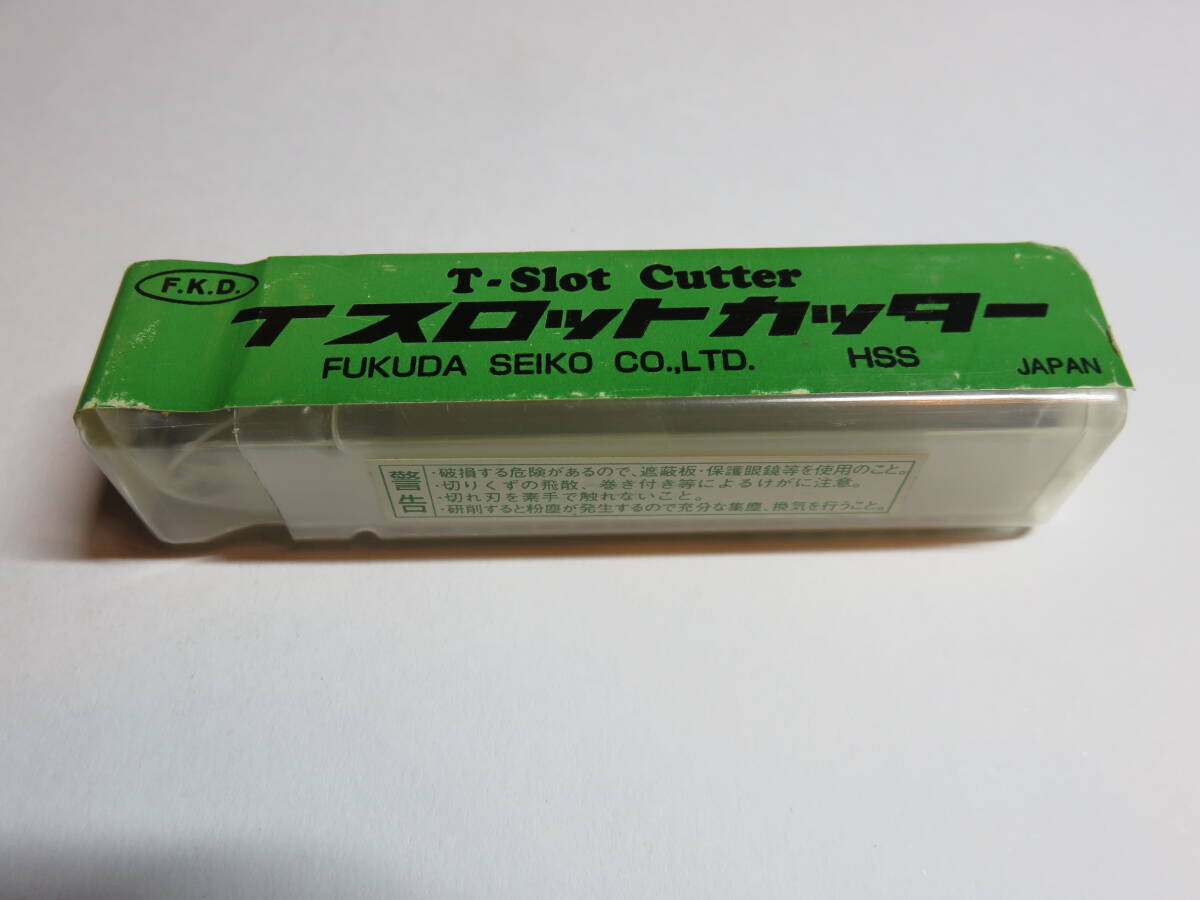 F.K.D.
T-Slot Cutter
Tスロットカッター
FUKUDA SEIKO CO.,LTD. HSS JAPAN
警告
・破損する危険があるので、遮蔽板・保護眼鏡等を使用のこと。
・切りくずの飛散、巻き付き等によるけがに注意。
・切れ刃を素手で触れないこと。
・研削すると粉塵が発生するので充分な集塵、換気を行うこと。